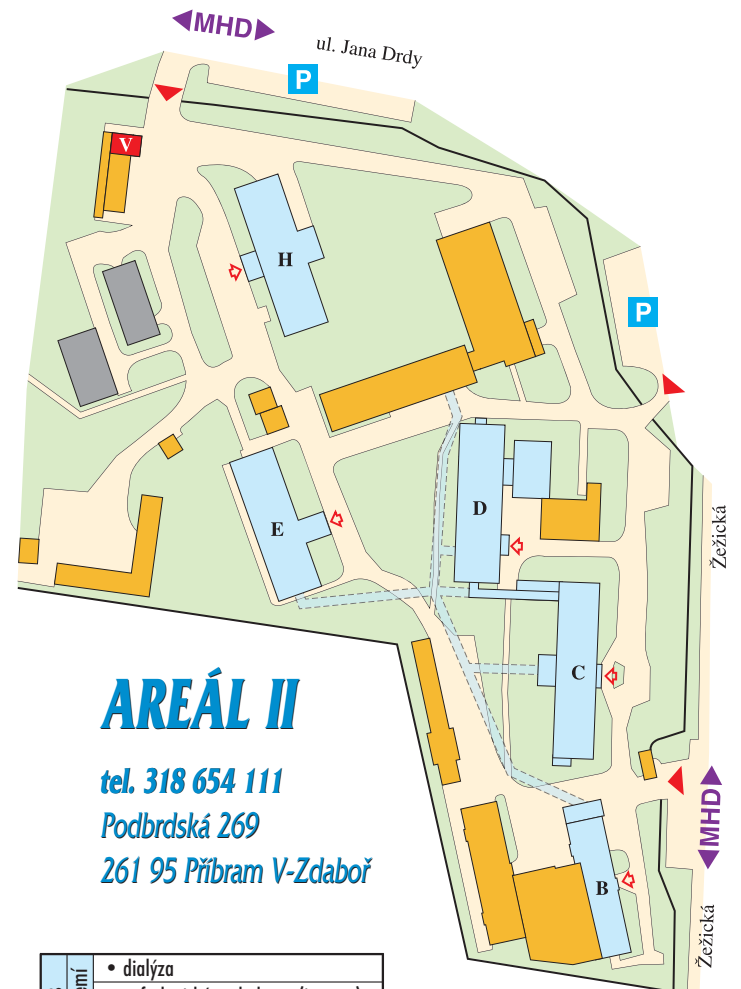 MHD
ul. Jana Drdy
P
V
H
P
E
D
Žežická
C
AREÁL II
tel. 318 654 111
Podbrdská 269
261 95 Příbram V-Zdaboř
MHD
B
Žežická
• dialýza